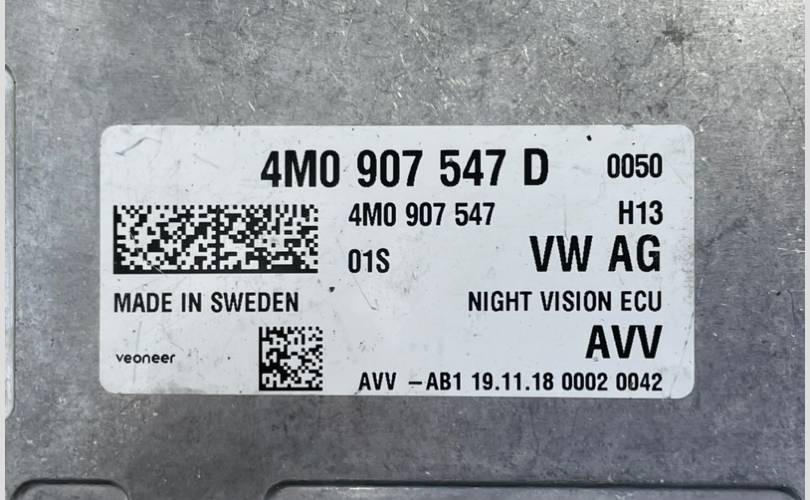 4M0 907 547 D 0050
4M0 907 547 H13
01S VW AG
MADE IN SWEDEN NIGHT VISION ECU
veoneer AVV
AVV –AB1 19.11.18 0002 0042